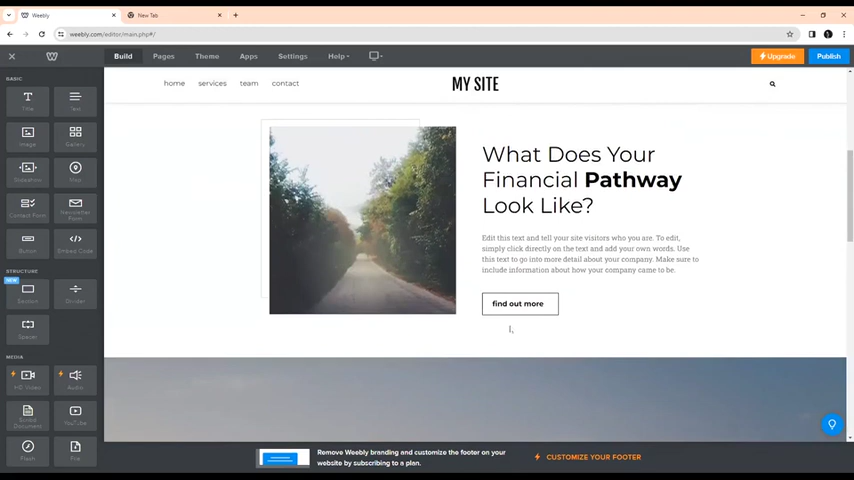 Weebly
New Tab
weebly.com/editor/main.php#/
Build
Pages
Theme
Apps
Settings
Help
Upgrade
Publish
BASIC
Title
Text
Image
Gallery
Slideshow
Map
Contact Form
Newsletter
Form
Button
Embed Code
STRUCTURE
NEW
Section
Divider
Spacer
MEDIA
HD Video
Audio
Scribd
Document
YouTube
Flash
File
home
services
team
contact
MY SITE
What Does Your
Financial Pathway
Look Like?
Edit this text and tell your site visitors who you are. To edit,
simply click directly on the text and add your own words. Use
this text to go into more detail about your company. Make sure to
include information about how your company came to be.
find out more
Remove Weebly branding and customize the footer on your
website by subscribing to a plan.
CUSTOMIZE YOUR FOOTER